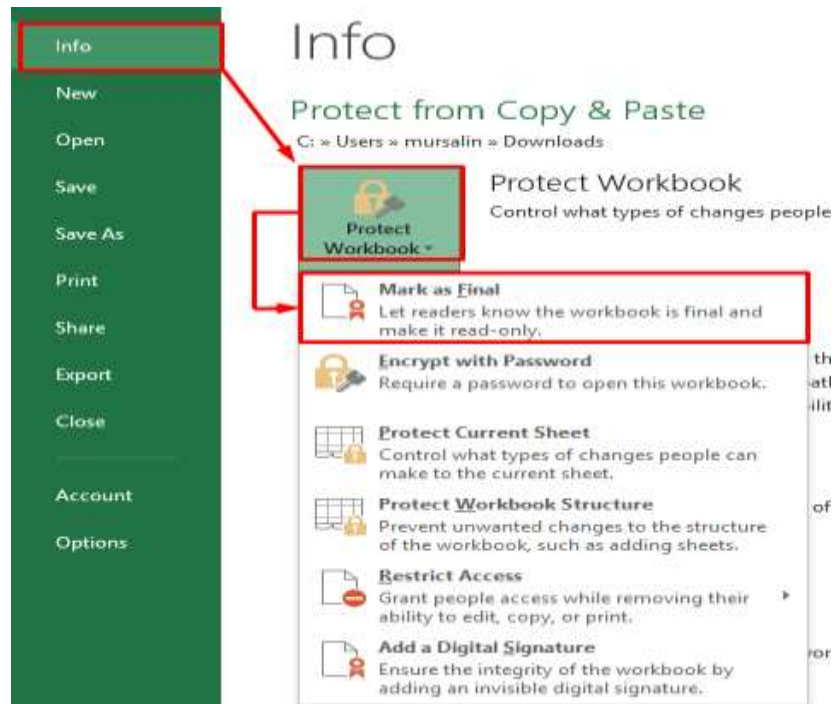 Info
New
Open
Save
Save As
Print
Share
Export
Close
Account
Options
Info
Protect from Copy & Paste
C: » Users » mursalin » Downloads
Protect
Workbook
Protect Workbook
Control what types of changes people
Mark as Final
Let readers know the workbook is final and
make it read-only.
Encrypt with Password
Require a password to open this workbook.
Protect Current Sheet
Control what types of changes people can
make to the current sheet.
Protect Workbook Structure
Prevent unwanted changes to the structure
of the workbook, such as adding sheets.
Restrict Access
Grant people access while removing their
ability to edit, copy, or print.
Add a Digital Signature
Ensure the integrity of the workbook by
adding an invisible digital signature.
of